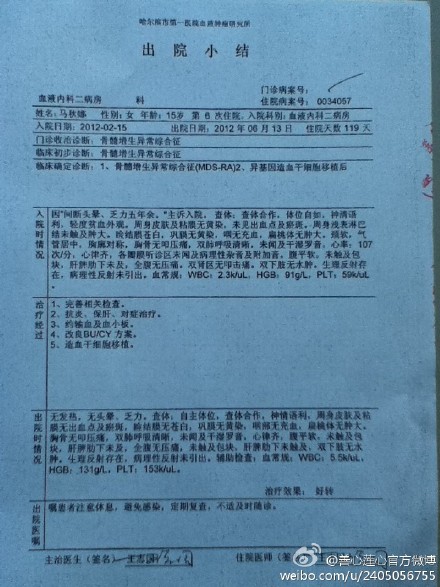 哈尔滨市第一医院血液肿瘤研究所
出 院 小 结
门诊病案号:
血液内科二病房 科 住院病案号: 0034057
姓名: 马秋娜 性别: 女 年龄: 15岁 第 6 次住院, 入院科别: 血液内科二病房
入院日期: 2012-02-15 出院日期: 2012 年 06 月 13 日 住院天数 119 天
门诊收治诊断: 骨髓增生异常综合征
临床初步诊断: 骨髓增生异常综合征
临床确定诊断: 1、骨髓增生异常综合征(MDS-RA)2、异基因造血干细胞移植后
入院时情况
因"间断头晕、乏力五年余。"主诉入院。查体: 查体合作, 体位自如, 神清语
利, 轻度贫血外观。周身皮肤及粘膜无黄染, 未见出血点及瘀斑。周身浅表淋巴
结未触及肿大。睑结膜无苍白, 巩膜无黄染, 咽无充血, 扁桃体无肿大。颈软, 气
管居中, 胸廓对称, 胸骨无叩压痛, 双肺呼吸清晰, 未闻及干湿罗音, 心率: 107
次/分, 心律齐, 各瓣膜听诊区未闻及病理性杂音及附加音, 腹平软, 未触及包
块, 肝脾肋下未及, 全腹无压痛。双肾区无叩击痛。双下肢无水肿。生理反射存
在, 病理性反射未引出。血常规: WBC: 2.3k/uL, HGB: 91g/L, PLT: 59k/u
L.
治疗经过
1、完善相关检查。
2、抗炎、保肝、对症治疗。
3、约输血及血小板。
4、改良BU/CY 方案。
5、造血干细胞移植。
出院时情况
无发热, 无头晕、乏力。查体: 自主体位, 查体合作, 神情语利, 周身皮肤及粘
膜无出血点及瘀斑, 睑结膜无苍白, 巩膜无黄染, 咽部无充血, 扁桃体无肿大。
胸骨无叩压痛, 双肺呼吸清晰, 未闻及干湿罗音, 心律齐, 腹平软, 未触及包
块, 肝脾肋下未及, 全腹无压痛, 未触及包块, 肝脾肋下未触及, 双下肢无水
肿, 生理反射存在, 病理性反射未引出。辅助检查: 血常规: WBC: 5.5k/uL,
HGB: 131g/L, PLT: 153k/uL.
治疗效果: 好转
出院医嘱
嘱患者注意休息, 避免感染, 定期复查, 不适及时随诊。
主治医生 (签名) 住院医师 (签名)
@善心莲心官方微博
weibo.com/u/2405056755